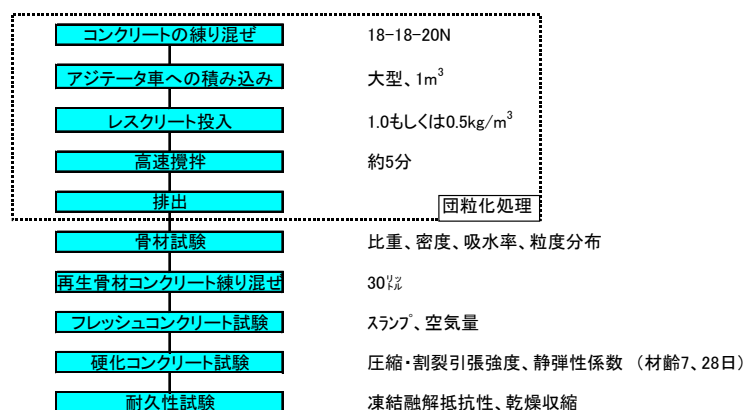 コンクリートの練り混ぜ 18-18-20N
アジテータ車への積み込み 大型、1m³
レスクリート投入 1.0もしくは0.5kg/m³
高速攪拌 約5分
排出
団粒化処理
骨材試験 比重、密度、吸水率、粒度分布
再生骨材コンクリート練り混ぜ 30㍑
フレッシュコンクリート試験 スランプ、空気量
硬化コンクリート試験 圧縮・割裂引張強度、静弾性係数 (材齢7、28日)
耐久性試験 凍結融解抵抗性、乾燥収縮